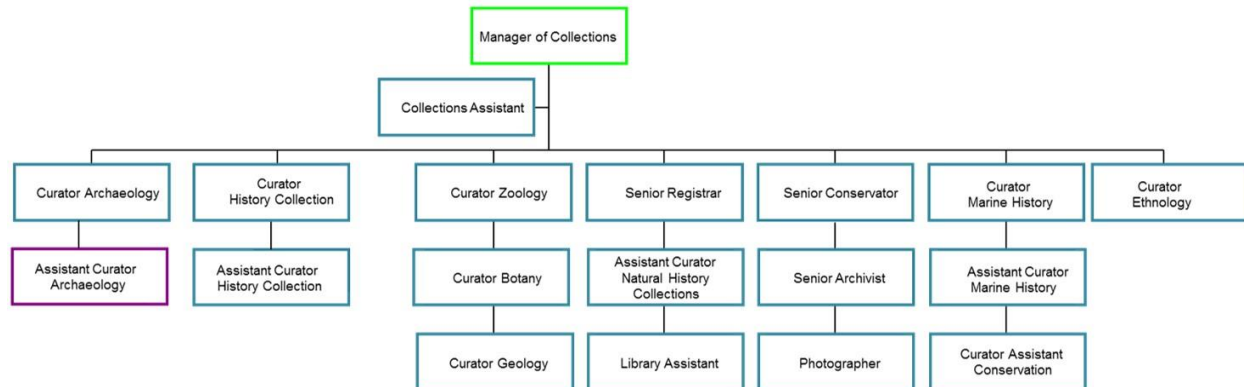 Manager of Collections
Collections Assistant
Curator Archaeology
Curator
History Collection
Curator Zoology
Senior Registrar
Senior Conservator
Curator
Marine History
Curator
Ethnology
Assistant Curator
Archaeology
Assistant Curator
History Collection
Curator Botany
Assistant Curator
Natural History
Collections
Senior Archivist
Assistant Curator
Marine History
Curator Geology
Library Assistant
Photographer
Curator Assistant
Conservation